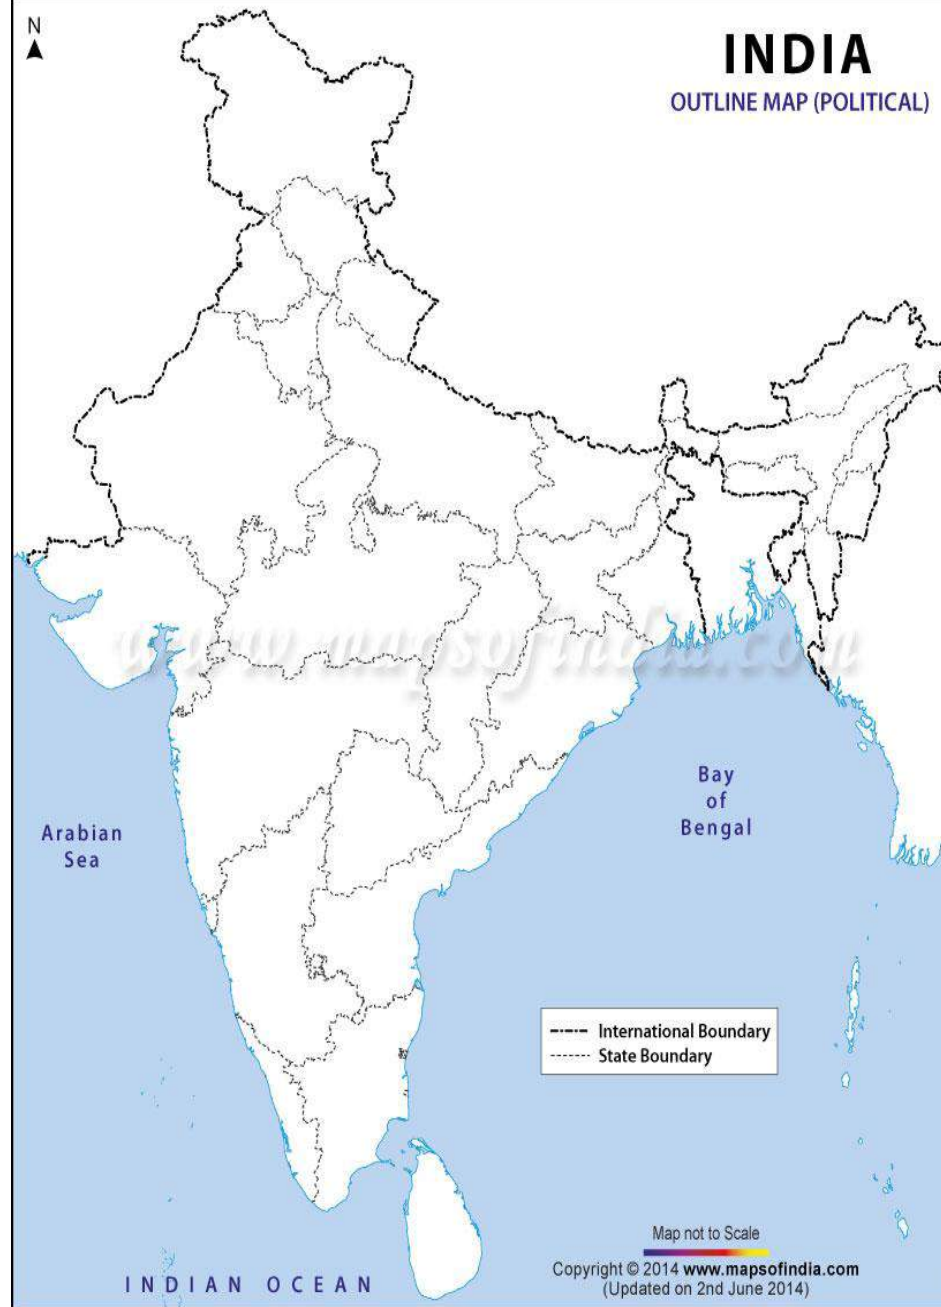 N
INDIA
OUTLINE MAP (POLITICAL)
www.mapsofindia.com
Arabian
Sea
Bay
of
Bengal
International Boundary
State Boundary
INDIAN OCEAN
Map not to Scale
Copyright © 2014 www.mapsofindia.com
(Updated on 2nd June 2014)